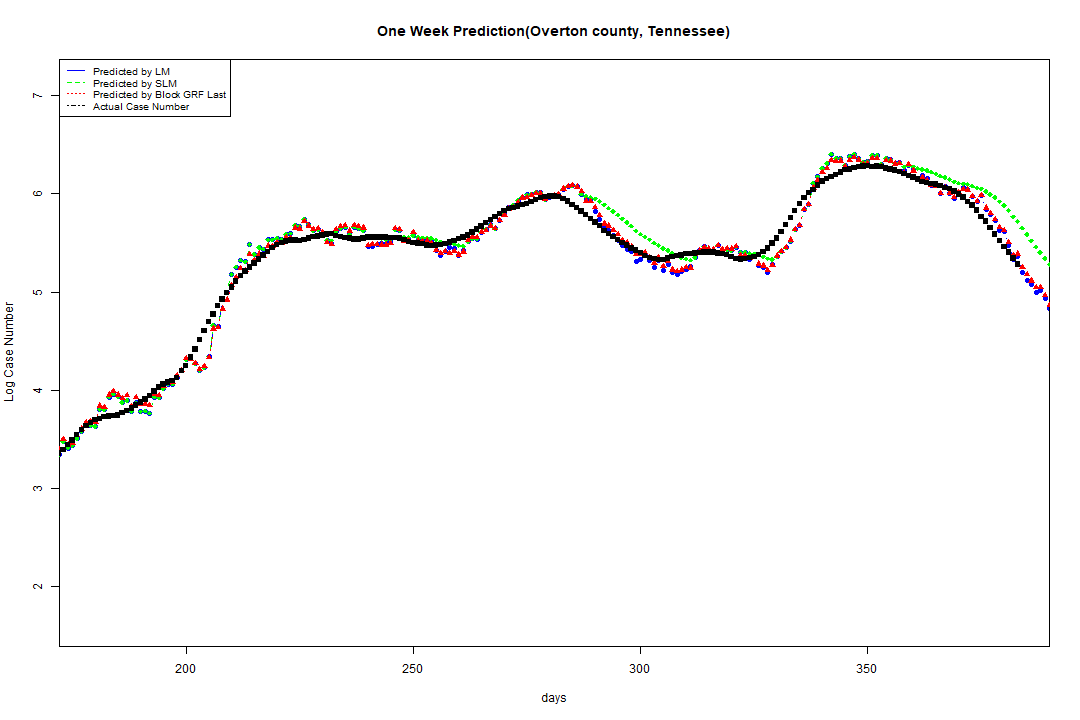 One Week Prediction(Overton county, Tennessee)
Predicted by LM
Predicted by SLM
Predicted by Block GRF Last
Actual Case Number
7
6
5
4
3
2
Log Case Number
200 250 300 350
days